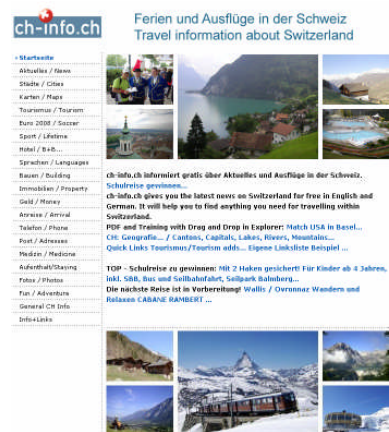 ch-info.ch
Ferien und Ausflüge in der Schweiz
Travel information about Switzerland
Startseite
Aktuelles / News
Städte / Cities
Karten / Maps
Tourismus / Tourism
Euro 2008 / Soccer
Sport / Lifetime
Hotel / B+B...
Sprachen / Languages
Bauen / Building
Immobilien / Property
Geld / Money
Anreise / Arrival
Telefon / Phone
Post / Adresses
Medizin / Medicine
Aufenthalt/Staying
Fotos / Photos
Fun / Adventure
General CH Info
Info+Links
ch-info.ch informiert gratis über Aktuelles und Ausflüge in der Schweiz.
Schulreise gewinnen...
ch-info.ch gives you the latest news on Switzerland for free in English and
German. It will help you to find anything you need for travelling within
Switzerland.
PDF and Training with Drag and Drop in Explorer: Match USA in Basel...
CH: Geografie... / Cantons, Capitals, Lakes, Rivers, Mountains...
Quick Links Tourismus/Tourism adds... Eigene Linksliste Beispiel ...
TOP - Schulreise zu gewinnen: Mit 2 Haken gesichert! Für Kinder ab 4 Jahren,
inkl. SBB, Bus und Seilbahnfahrt, Seilpark Balmberg...
Die nächste Reise ist in Vorbereitung! Wallis / Ovronnaz Wandern und
Relaxen CABANE RAMBERT ...